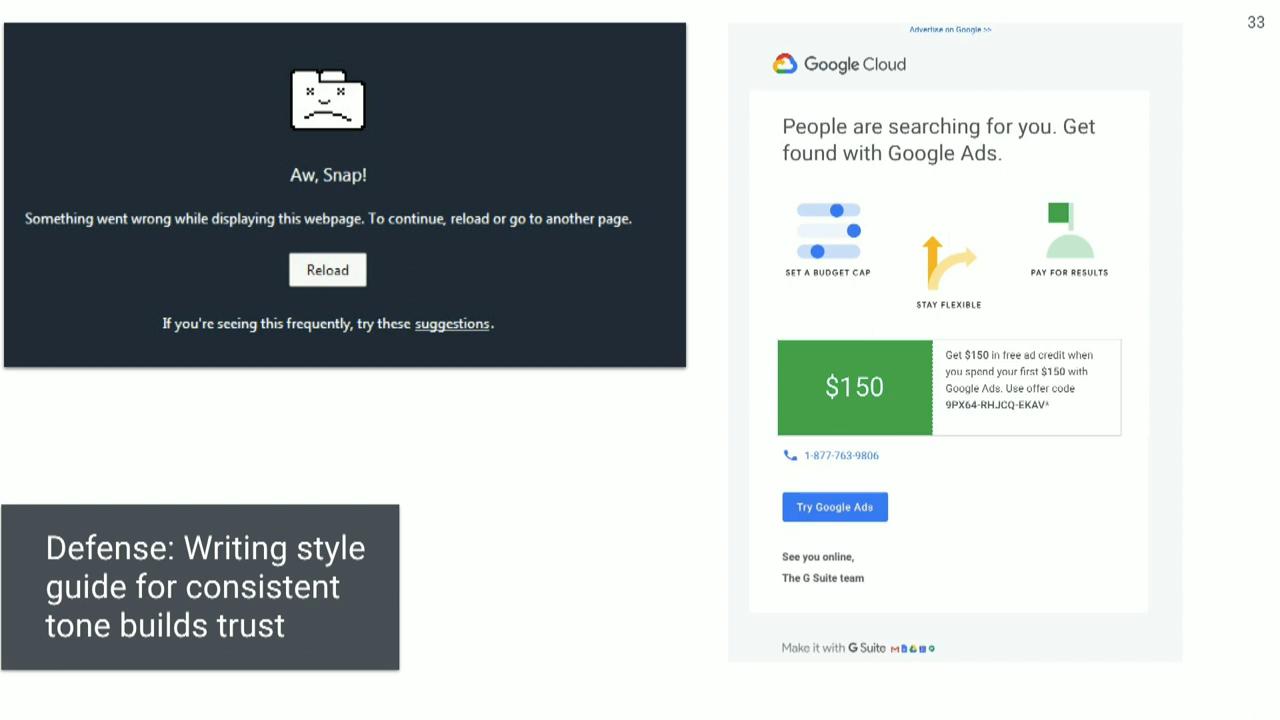 33
Aw, Snap!
Something went wrong while displaying this webpage. To continue, reload or go to another page.
Reload
If you're seeing this frequently, try these suggestions.
Defense: Writing style
guide for consistent
tone builds trust
Advertise on Google >>
Google Cloud
People are searching for you. Get
found with Google Ads.
SET A BUDGET CAP
STAY FLEXIBLE
PAY FOR RESULTS
$150
Get $150 in free ad credit when
you spend your first $150 with
Google Ads. Use offer code
9PX64-RHJCQ-EKAV*
1-877-763-9806
Try Google Ads
See you online,
The G Suite team
Make it with G Suite